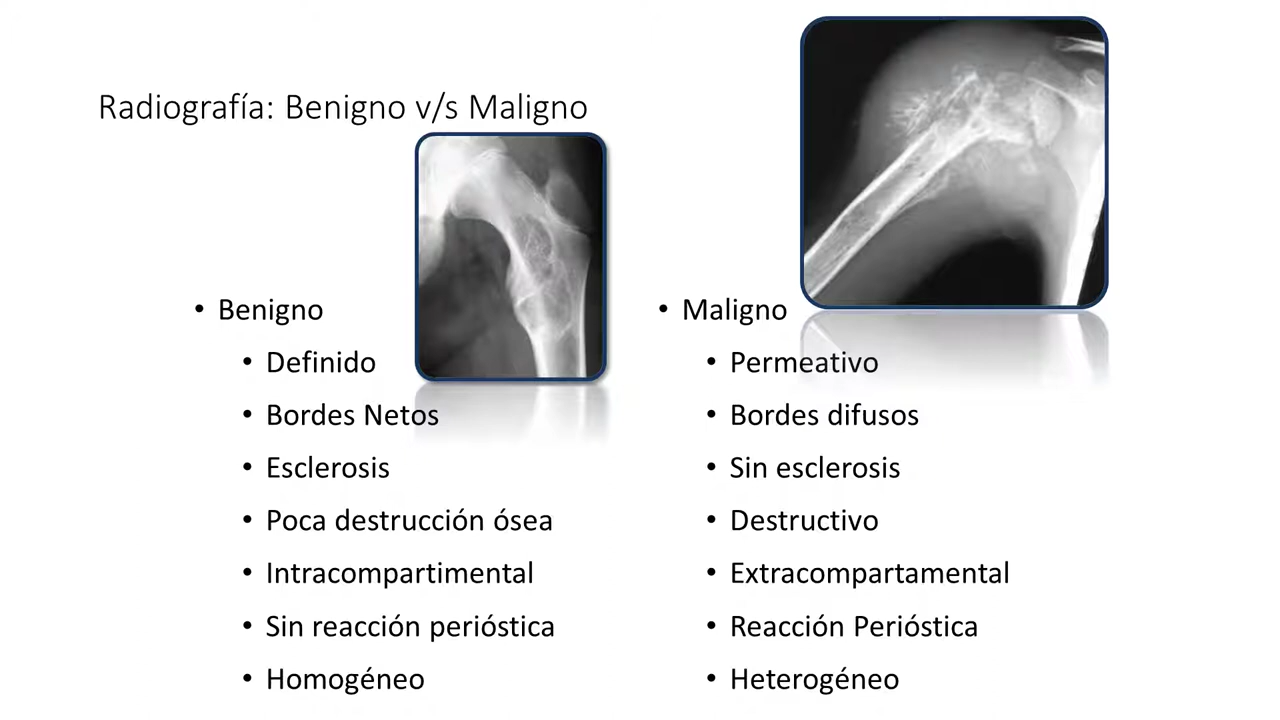 Radiografía: Benigno v/s Maligno
• Benigno
• Definido
• Bordes Netos
• Esclerosis
• Poca destrucción ósea
• Intracompartimental
• Sin reacción perióstica
• Homogéneo
• Maligno
• Permeativo
• Bordes difusos
• Sin esclerosis
• Destructivo
• Extracompartamental
• Reacción Perióstica
• Heterogéneo